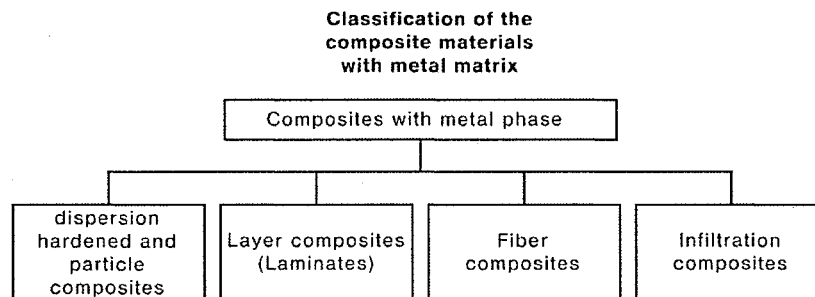 Classification of the
composite materials
with metal matrix
Composites with metal phase
dispersion
hardened and
particle
composites
Layer composites
(Laminates)
Fiber
composites
Infiltration
composites